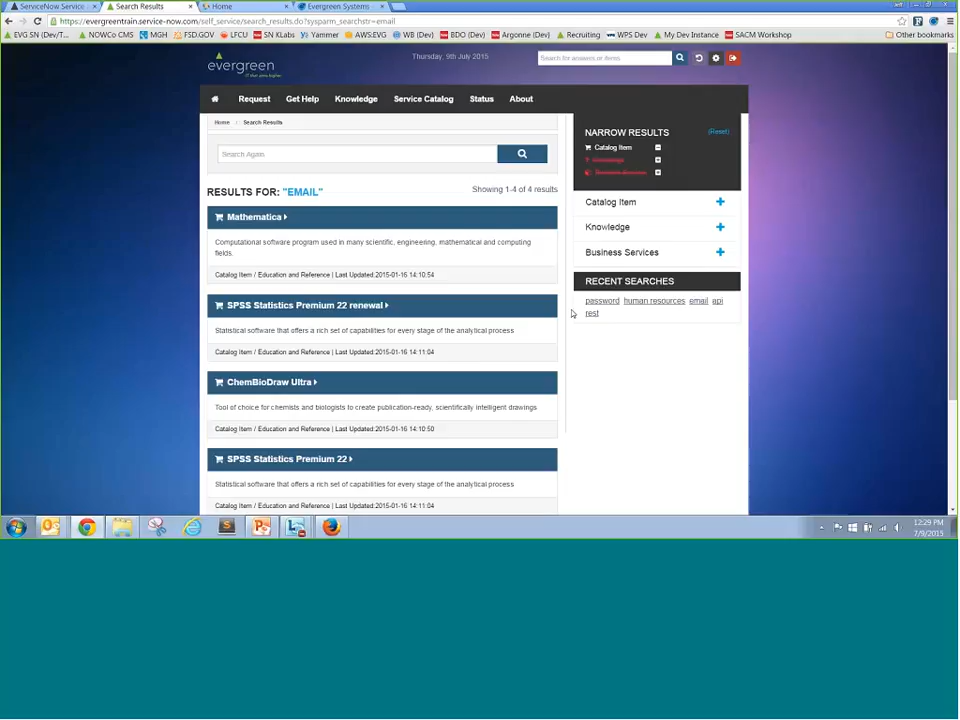 ServiceNow Service
Search Results
Home
Evergreen Systems
https://evergreentrain.service-now.com/self_service/search_results.do?sysparm_searchstr=email
EVG SN (Dev/T...
NOWCo CMS
MGH
FSD.GOV
LFCU
SN KLabs
Yammer
AWS:EVG
WB (Dev)
BDO (Dev)
Argonne (Dev)
Recruiting
WPS Dev
My Dev Instance
SACM Workshop
Other bookmarks
evergreen
Thursday, 9th July 2015
Search for answers or items
Request
Get Help
Knowledge
Service Catalog
Status
About
Home
Search Results
Search Again
RESULTS FOR: "EMAIL"
Showing 1-4 of 4 results
Mathematica
Computational software program used in many scientific, engineering, mathematical and computing
fields.
Catalog Item / Education and Reference | Last Updated:2015-01-16 14:10:54
SPSS Statistics Premium 22 renewal
Statistical software that offers a rich set of capabilities for every stage of the analytical process
Catalog Item / Education and Reference | Last Updated:2015-01-16 14:11:04
ChemBioDraw Ultra
Tool of choice for chemists and biologists to create publication-ready, scientifically intelligent drawings
Catalog Item / Education and Reference | Last Updated:2015-01-16 14:10:50
SPSS Statistics Premium 22
Statistical software that offers a rich set of capabilities for every stage of the analytical process
Catalog Item / Education and Reference | Last Updated:2015-01-16 14:11:04
NARROW RESULTS
(Reset)
Catalog Item
Catalog Item
Knowledge
Business Services
RECENT SEARCHES
password human resources email api
rest
12:29 PM
7/9/2015